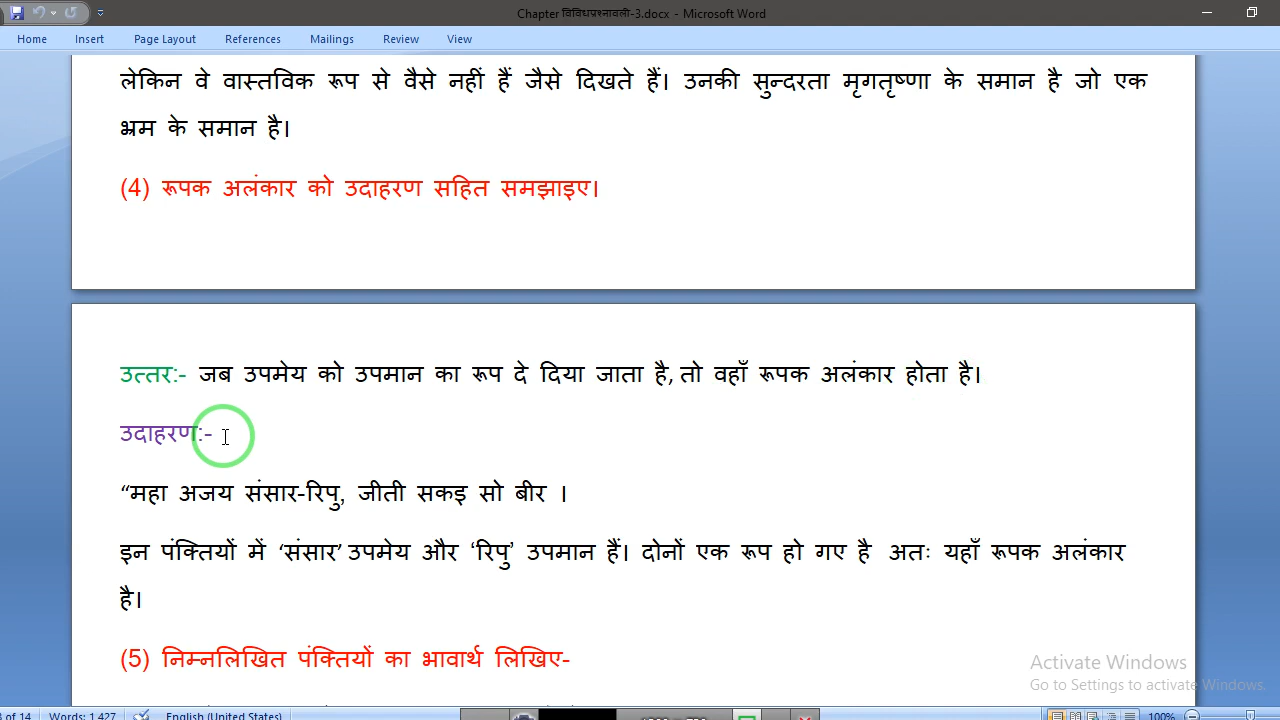 Chapter विविधप्रश्नावली-3.docx - Microsoft Word
Home Insert Page Layout References Mailings Review View
लेकिन वे वास्तविक रूप से वैसे नहीं हैं जैसे दिखते हैं। उनकी सुन्दरता मृगतृष्णा के समान है जो एक
भ्रम के समान है।
(4) रूपक अलंकार को उदाहरण सहित समझाइए।
उत्तर:- जब उपमेय को उपमान का रूप दे दिया जाता है, तो वहाँ रूपक अलंकार होता है।
उदाहरण:-
“महा अजय संसार-रिपु, जीती सकइ सो बीर ।
इन पंक्तियों में ‘संसार’ उपमेय और ‘रिपु’ उपमान हैं। दोनों एक रूप हो गए है अतः यहाँ रूपक अलंकार
है।
(5) निम्नलिखित पंक्तियों का भावार्थ लिखिए-
Activate Windows
Go to Settings to activate Windows.
of 14 Words: 1,427 English (United States) 100%